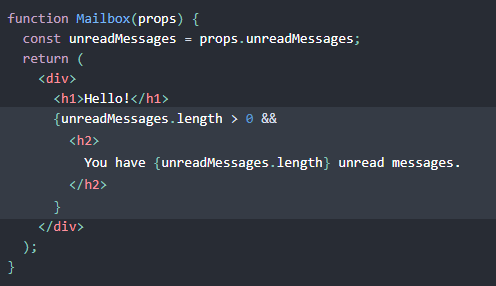 function Mailbox(props) {
  const unreadMessages = props.unreadMessages;
  return (
    <div>
      <h1>Hello!</h1>
      {unreadMessages.length > 0 &&
        <h2>
          You have {unreadMessages.length} unread messages.
        </h2>
      }
    </div>
  );
}